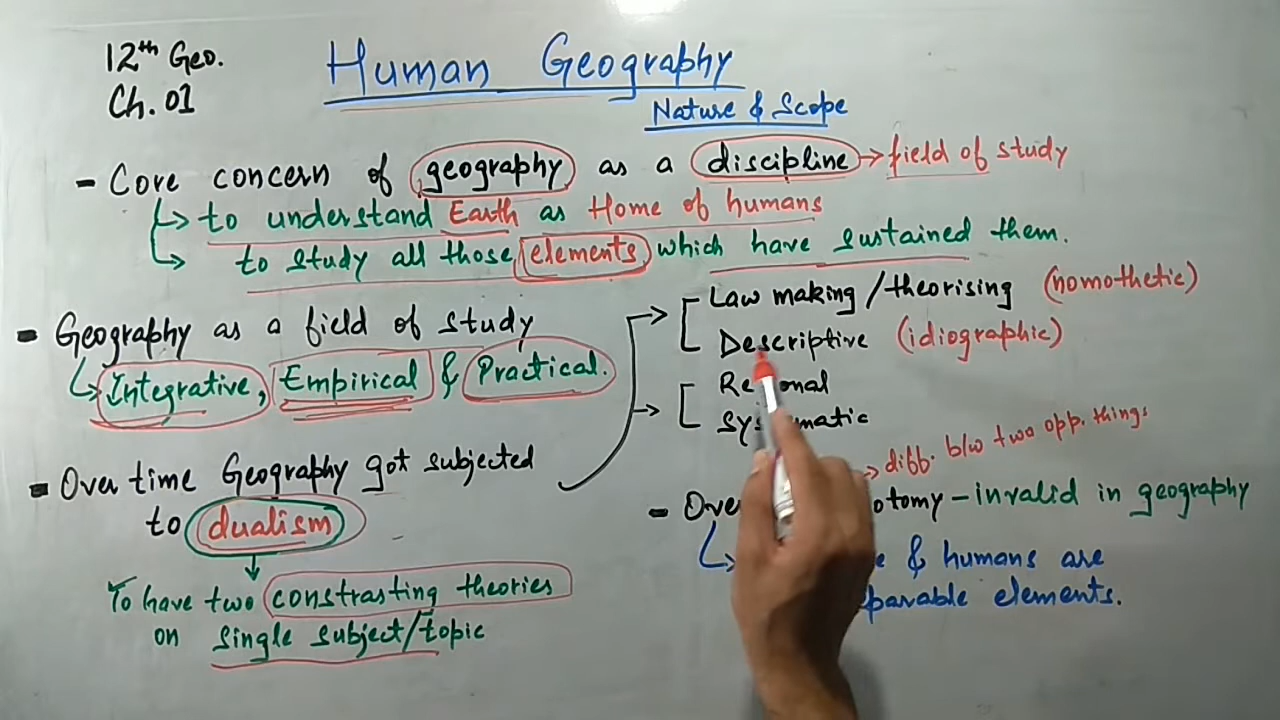 12th Geo.
Ch. 01
Human Geography
Nature & Scope
- Core concern of geography as a discipline → field of study
→ to understand Earth as Home of humans
→ to study all those elements which have sustained them.
- Geography as a field of study
→ Integrative, Empirical & Practical.
- Over time Geography got subjected
to dualism
To have two constrasting theories
on single subject/topic
→ Law making / theorising (nomothetic)
Descriptive (idiographic)
→ Re
→ diff. b/w two opp. things
- invalid in geography
& humans are
elements.